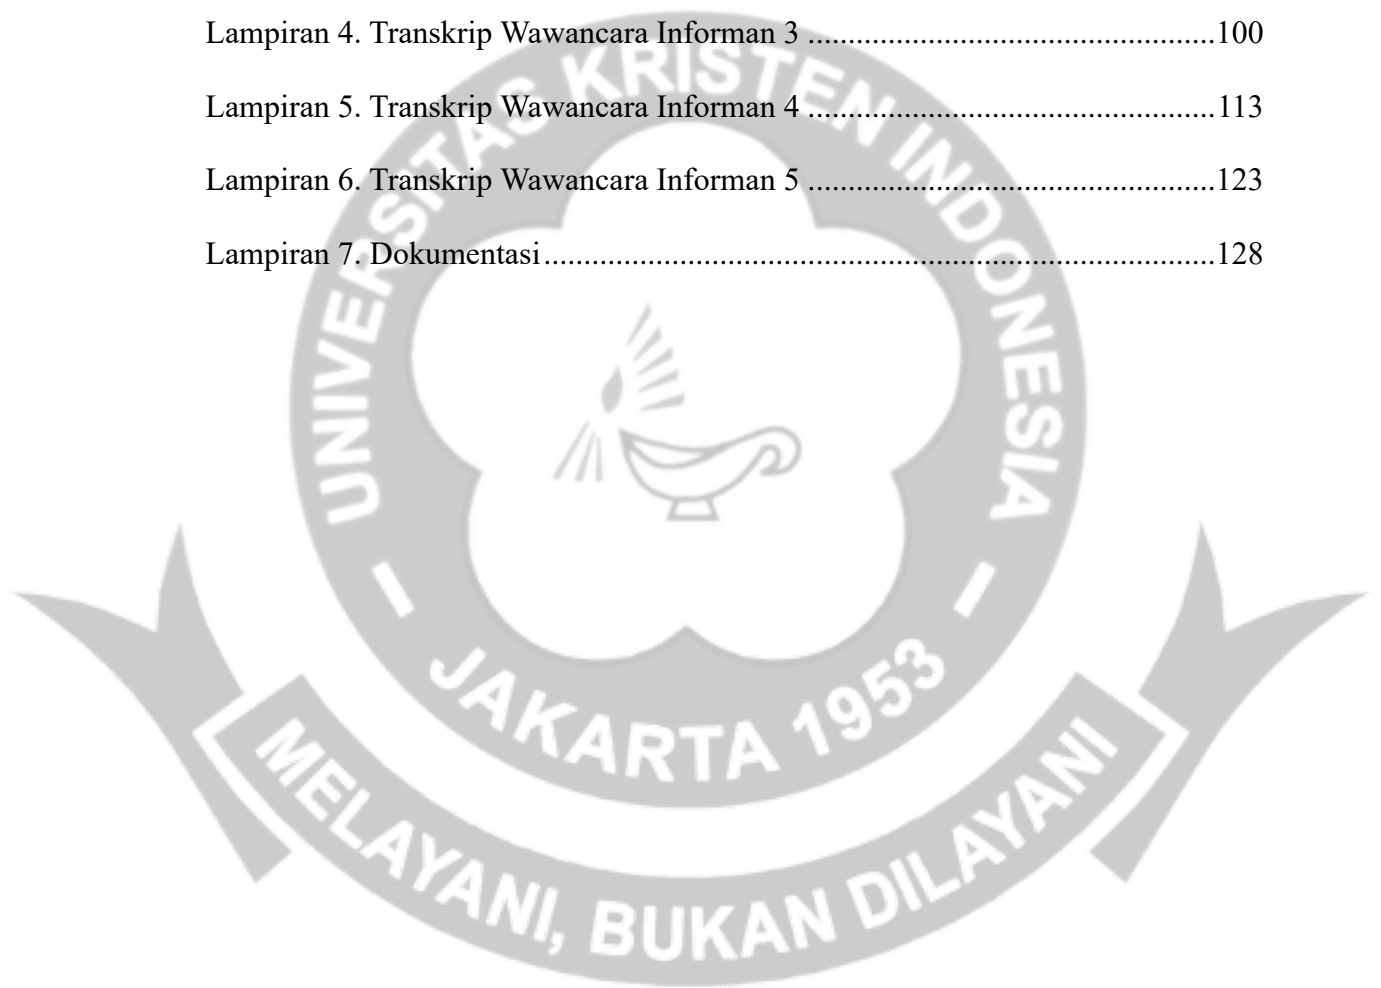 Lampiran 4. Transkrip Wawancara Informan 3 ....................................................100
Lampiran 5. Transkrip Wawancara Informan 4 ....................................................113
Lampiran 6. Transkrip Wawancara Informan 5 ....................................................123
Lampiran 7. Dokumentasi.....................................................................................128
UNIVERSITAS KRISTEN INDONESIA
- JAKARTA 1953 -
MELAYANI, BUKAN DILAYANI